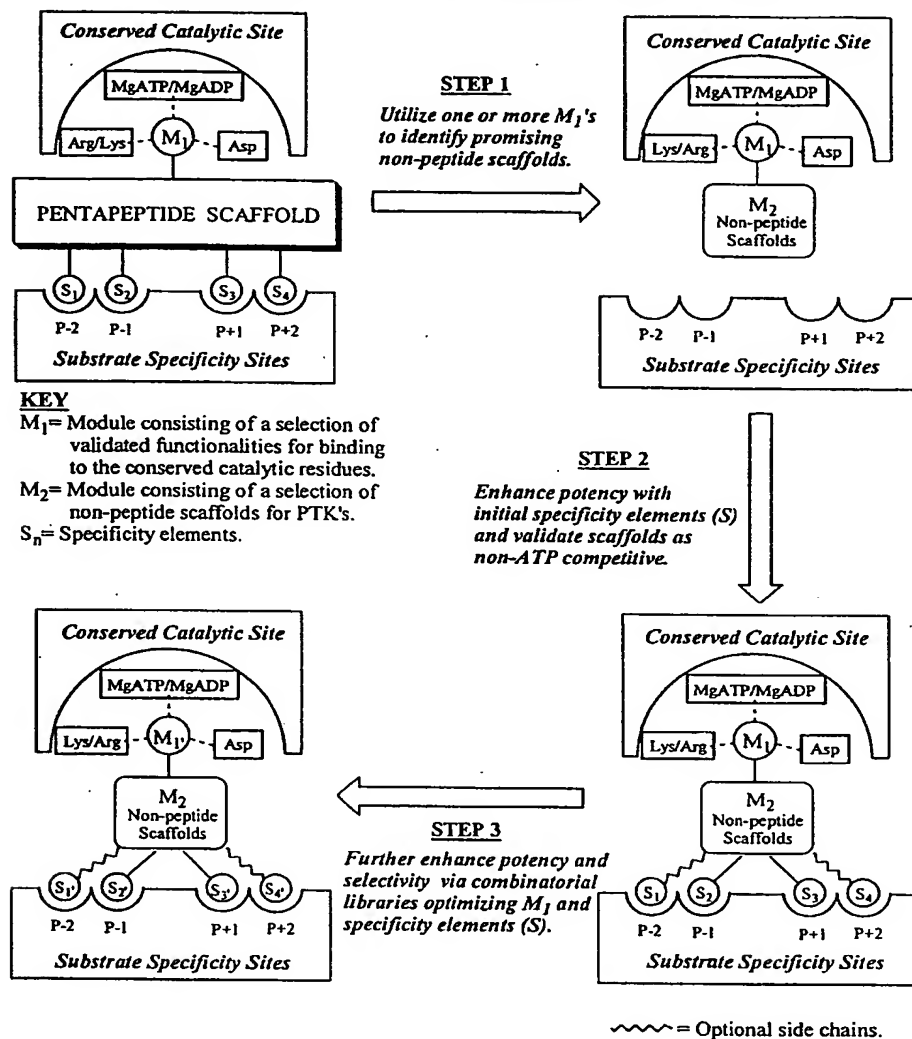 Conserved Catalytic Site
MgATP/MgADP
Arg/Lys
M1
Asp
PENTAPEPTIDE SCAFFOLD
S1
S2
S3
S4
P-2
P-1
P+1
P+2
Substrate Specificity Sites
STEP 1
Utilize one or more M1's
to identify promising
non-peptide scaffolds.
Conserved Catalytic Site
MgATP/MgADP
Lys/Arg
M1
Asp
M2
Non-peptide
Scaffolds
P-2
P-1
P+1
P+2
Substrate Specificity Sites
KEY
M1= Module consisting of a selection of
validated functionalities for binding
to the conserved catalytic residues.
M2= Module consisting of a selection of
non-peptide scaffolds for PTK's.
Sn= Specificity elements.
STEP 2
Enhance potency with
initial specificity elements (S)
and validate scaffolds as
non-ATP competitive.
Conserved Catalytic Site
MgATP/MgADP
Lys/Arg
M1'
Asp
M2
Non-peptide
Scaffolds
S1'
S2'
S3'
S4'
P-2
P-1
P+1
P+2
Substrate Specificity Sites
STEP 3
Further enhance potency and
selectivity via combinatorial
libraries optimizing M1 and
specificity elements (S).
Conserved Catalytic Site
MgATP/MgADP
Lys/Arg
M1
Asp
M2
Non-peptide
Scaffolds
S1
S2
S3
S4
P-2
P-1
P+1
P+2
Substrate Specificity Sites
= Optional side chains.